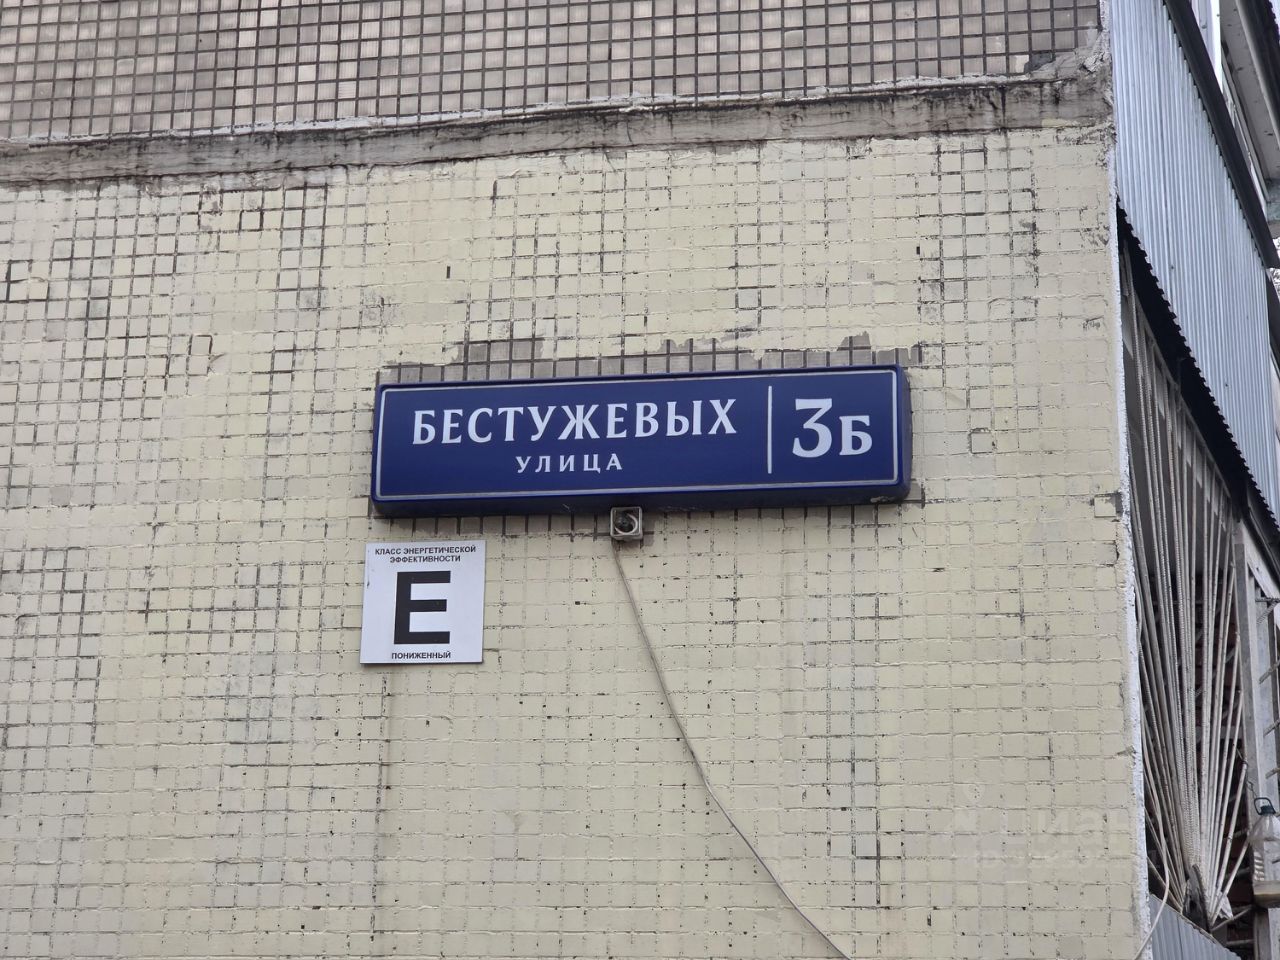 БЕСТУЖЕВЫХ
УЛИЦА
3Б
КЛАСС ЭНЕРГЕТИЧЕСКОЙ
ЭФФЕКТИВНОСТИ
E
ПОНИЖЕННЫЙ